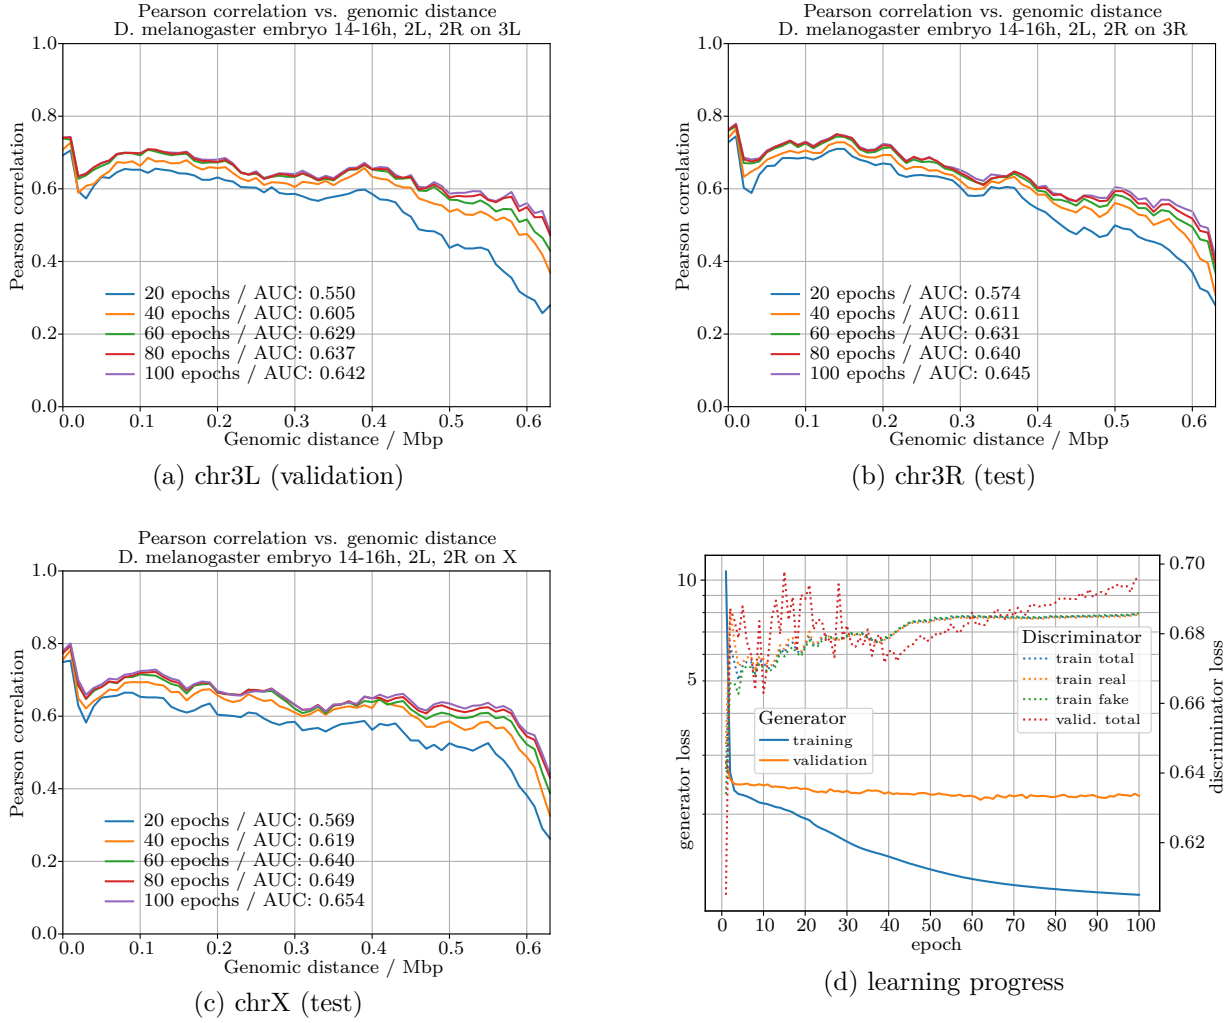 Pearson correlation vs. genomic distance
D. melanogaster embryo 14-16h, 2L, 2R on 3L
1.0
0.8
0.6
0.4
0.2
0.0
Pearson correlation
20 epochs / AUC: 0.550
40 epochs / AUC: 0.605
60 epochs / AUC: 0.629
80 epochs / AUC: 0.637
100 epochs / AUC: 0.642
0.0 0.1 0.2 0.3 0.4 0.5 0.6
Genomic distance / Mbp
(a) chr3L (validation)
Pearson correlation vs. genomic distance
D. melanogaster embryo 14-16h, 2L, 2R on 3R
1.0
0.8
0.6
0.4
0.2
0.0
Pearson correlation
20 epochs / AUC: 0.574
40 epochs / AUC: 0.611
60 epochs / AUC: 0.631
80 epochs / AUC: 0.640
100 epochs / AUC: 0.645
0.0 0.1 0.2 0.3 0.4 0.5 0.6
Genomic distance / Mbp
(b) chr3R (test)
Pearson correlation vs. genomic distance
D. melanogaster embryo 14-16h, 2L, 2R on X
1.0
0.8
0.6
0.4
0.2
0.0
Pearson correlation
20 epochs / AUC: 0.569
40 epochs / AUC: 0.619
60 epochs / AUC: 0.640
80 epochs / AUC: 0.649
100 epochs / AUC: 0.654
0.0 0.1 0.2 0.3 0.4 0.5 0.6
Genomic distance / Mbp
(c) chrX (test)
10
5
generator loss
0.70
0.68
0.66
0.64
0.62
discriminator loss
Discriminator
train total
train real
train fake
valid. total
Generator
training
validation
0 10 20 30 40 50 60 70 80 90 100
epoch
(d) learning progress